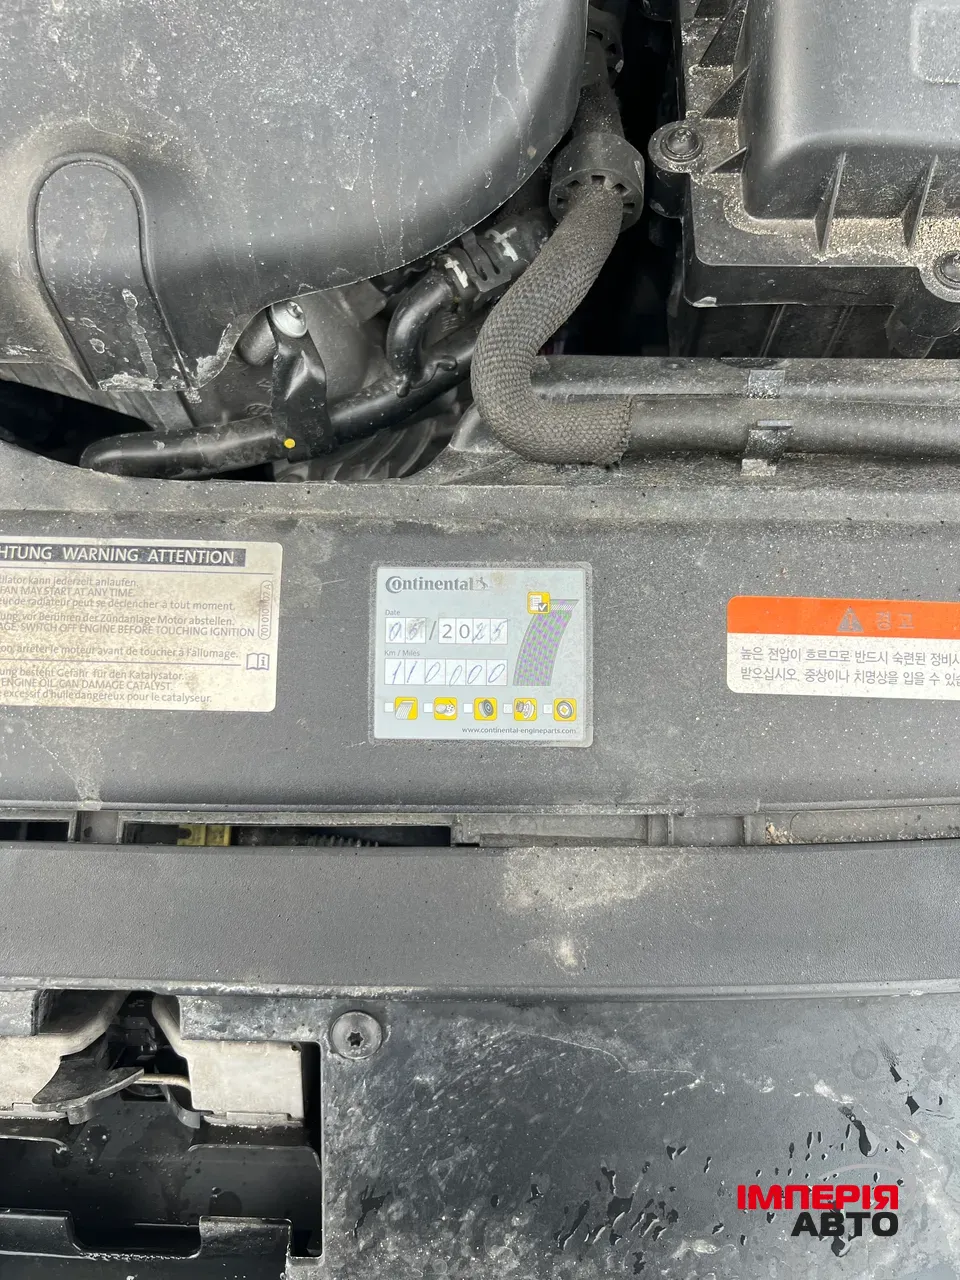 HTUNG WARNING ATTENTION
ilator kann jederzeit anlaufen.
FAN MAY START AT ANY TIME.
eur de radiateur peut se déclencher à tout moment.
ung, vor Berühren der Zündanlage Motor abstellen.
AGE, SWITCH OFF ENGINE BEFORE TOUCHING IGNITION
on, arrêter le moteur avant de toucher à l'allumage.
ung besteht Gefahr für den Katalysator.
ENGINE OIL CAN DAMAGE CATALYST
excessif d'huile dangereux pour le catalyseur.
Continental
Date
05/2025
Km / Miles
110000
www.continental-engineparts.com
경고
높은 전압이 흐르므로 반드시 숙련된 정비사
받으십시오. 중상이나 치명상을 입을 수 있습
ІМПЕРІЯ
АВТО